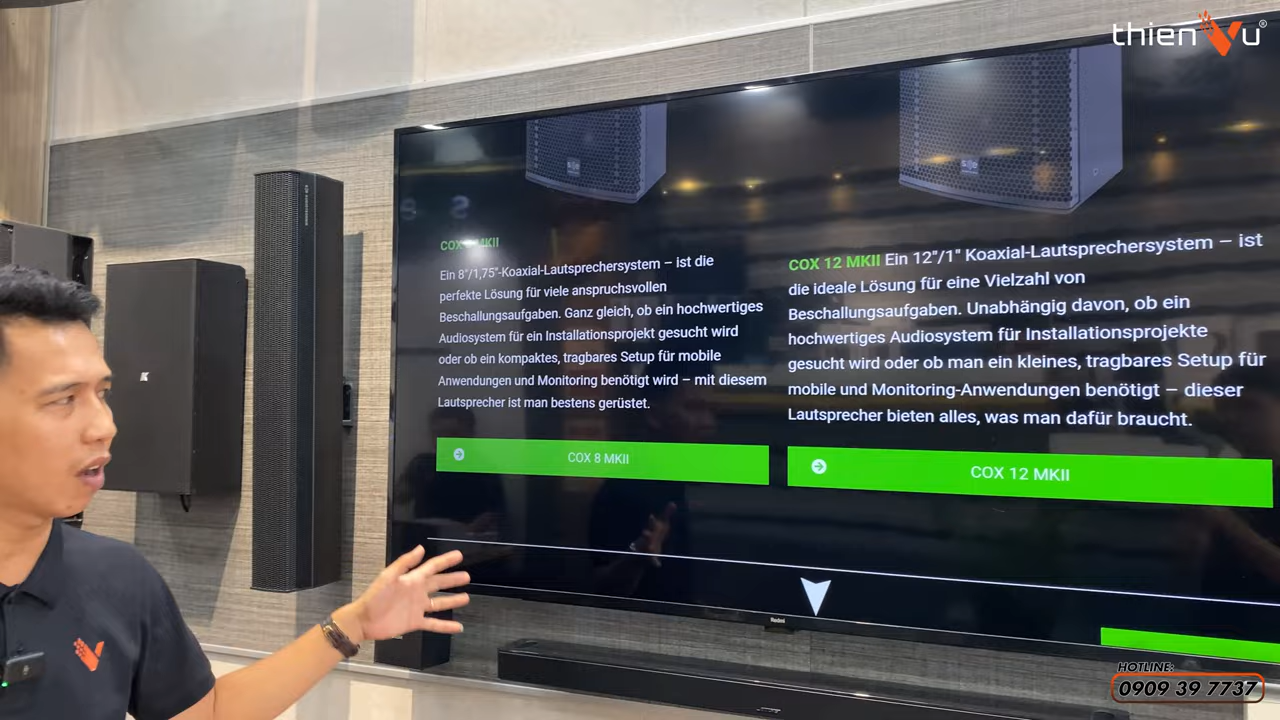 thien Vu®
COX 8 MKII
Ein 8"/1,75"-Koaxial-Lautsprechersystem – ist die
perfekte Lösung für viele anspruchsvollen
Beschallungsaufgaben. Ganz gleich, ob ein hochwertiges
Audiosystem für ein Installationsprojekt gesucht wird
oder ob ein kompaktes, tragbares Setup für mobile
Anwendungen und Monitoring benötigt wird – mit diesem
Lautsprecher ist man bestens gerüstet.
COX 8 MKII
COX 12 MKII Ein 12"/1" Koaxial-Lautsprechersystem – ist
die ideale Lösung für eine Vielzahl von
Beschallungsaufgaben. Unabhängig davon, ob ein
hochwertiges Audiosystem für Installationsprojekte
gesucht wird oder ob man ein kleines, tragbares Setup für
mobile und Monitoring-Anwendungen benötigt – dieser
Lautsprecher bieten alles, was man dafür braucht.
COX 12 MKII
Redmi
HOTLINE:
0909 39 7737